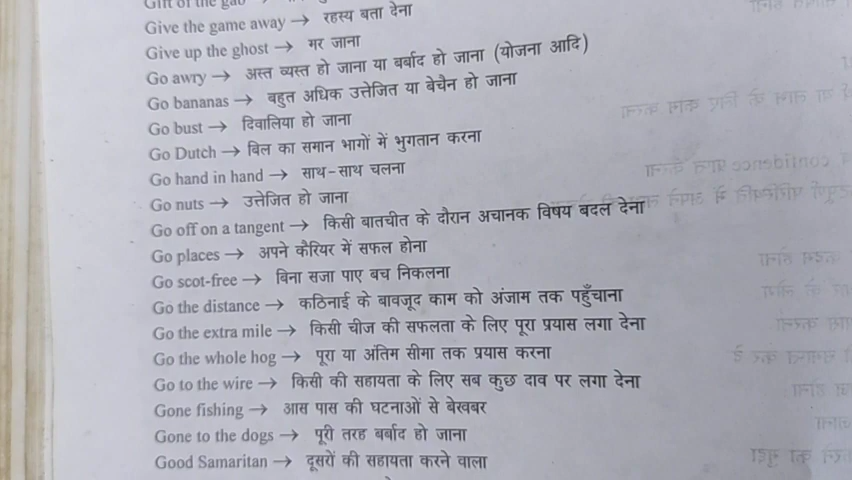 Gift of the gab →
Give the game away → रहस्य बता देना
Give up the ghost → मर जाना
Go awry → अस्त व्यस्त हो जाना या बर्बाद हो जाना (योजना आदि)
Go bananas → बहुत अधिक उत्तेजित या बेचैन हो जाना
Go bust → दिवालिया हो जाना
Go Dutch → बिल का समान भागों में भुगतान करना
Go hand in hand → साथ-साथ चलना
Go nuts → उत्तेजित हो जाना
Go off on a tangent → किसी बातचीत के दौरान अचानक विषय बदल देना
Go places → अपने कैरियर में सफल होना
Go scot-free → बिना सजा पाए बच निकलना
Go the distance → कठिनाई के बावजूद काम को अंजाम तक पहुँचाना
Go the extra mile → किसी चीज की सफलता के लिए पूरा प्रयास लगा देना
Go the whole hog → पूरा या अंतिम सीमा तक प्रयास करना
Go to the wire → किसी की सहायता के लिए सब कुछ दाव पर लगा देना
Gone fishing → आस पास की घटनाओं से बेखबर
Gone to the dogs → पूरी तरह बर्बाद हो जाना
Good Samaritan → दूसरों की सहायता करने वाला